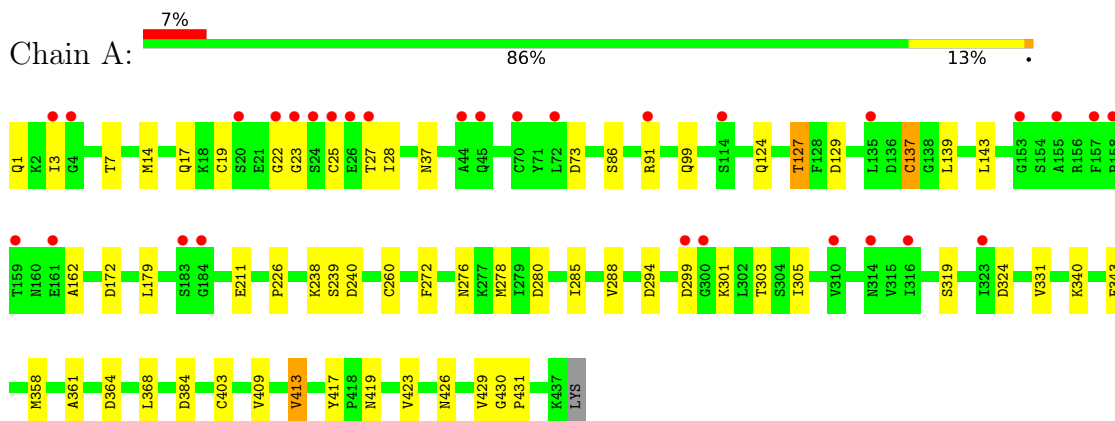 7%
Chain A:
86% 13% •
Q1 K2 I3 G4 T7 M14 Q17 K18 C19 S20 E21 G22 G23 S24 C25 E26 T27 I28 N37 A44 Q45 C70 Y71 L72 D73 S86 R91 Q99 S114 Q124 T127 F128 D129 L135 D136 C137 G138 L139 L143 G153 S154 A155 R156 F157 R158
T159 N160 E161 A162 D172 L179 S183 G184 E211 P226 K238 S239 D240 C260 F272 N276 K277 M278 I279 D280 I285 V288 D294 D299 G300 K301 L302 T303 S304 I305 V310 N314 V315 I316 S319 I323 D324 V331 K340
M358 A361 D364 L368 D384 C403 V409 V413 Y417 P418 N419 V423 N426 V429 G430 P431 K437 LYS